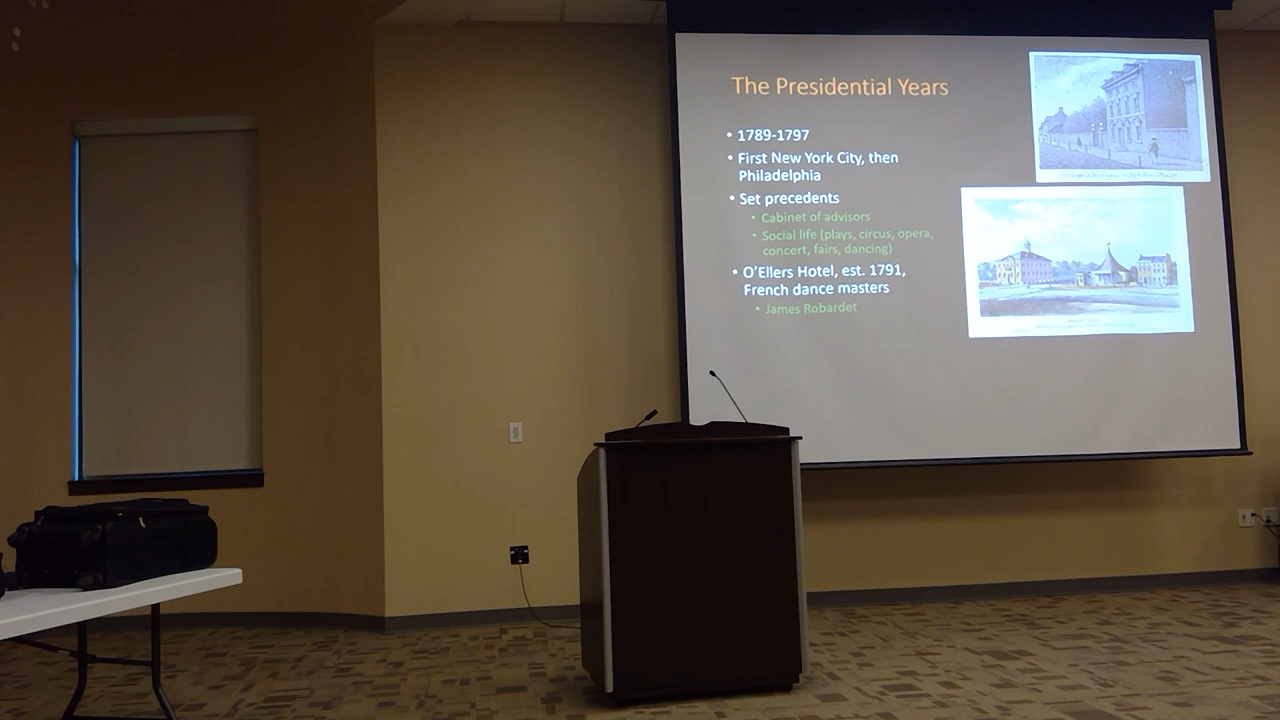 The Presidential Years
• 1789-1797
• First New York City, then
Philadelphia
• Set precedents
• Cabinet of advisors
• Social life (plays, circus, opera,
concert, fairs, dancing)
• O'Ellers Hotel, est. 1791,
French dance masters
• James Robardet